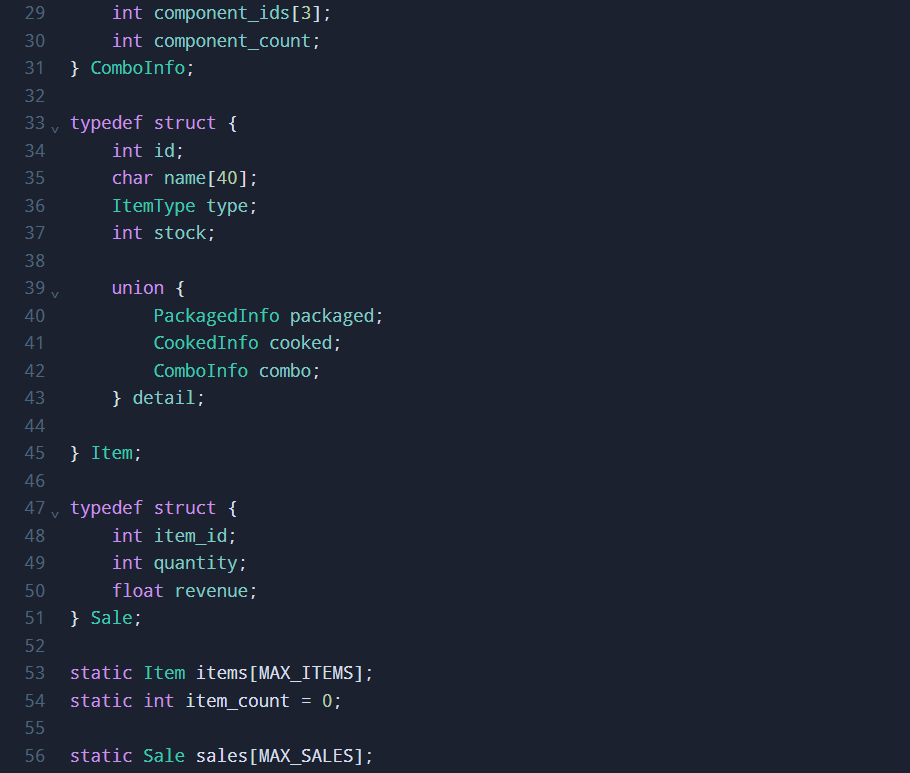 29 int component_ids[3];
30 int component_count;
31 } ComboInfo;
32
33 typedef struct {
34 int id;
35 char name[40];
36 ItemType type;
37 int stock;
38
39 union {
40 PackagedInfo packaged;
41 CookedInfo cooked;
42 ComboInfo combo;
43 } detail;
44
45 } Item;
46
47 typedef struct {
48 int item_id;
49 int quantity;
50 float revenue;
51 } Sale;
52
53 static Item items[MAX_ITEMS];
54 static int item_count = 0;
55
56 static Sale sales[MAX_SALES];